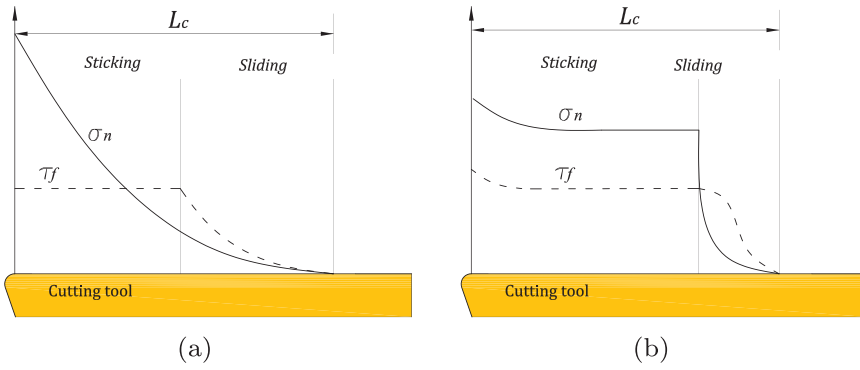 Lc
Sticking Sliding
σn
τf
Cutting tool
(a)
Lc
Sticking Sliding
σn
τf
Cutting tool
(b)